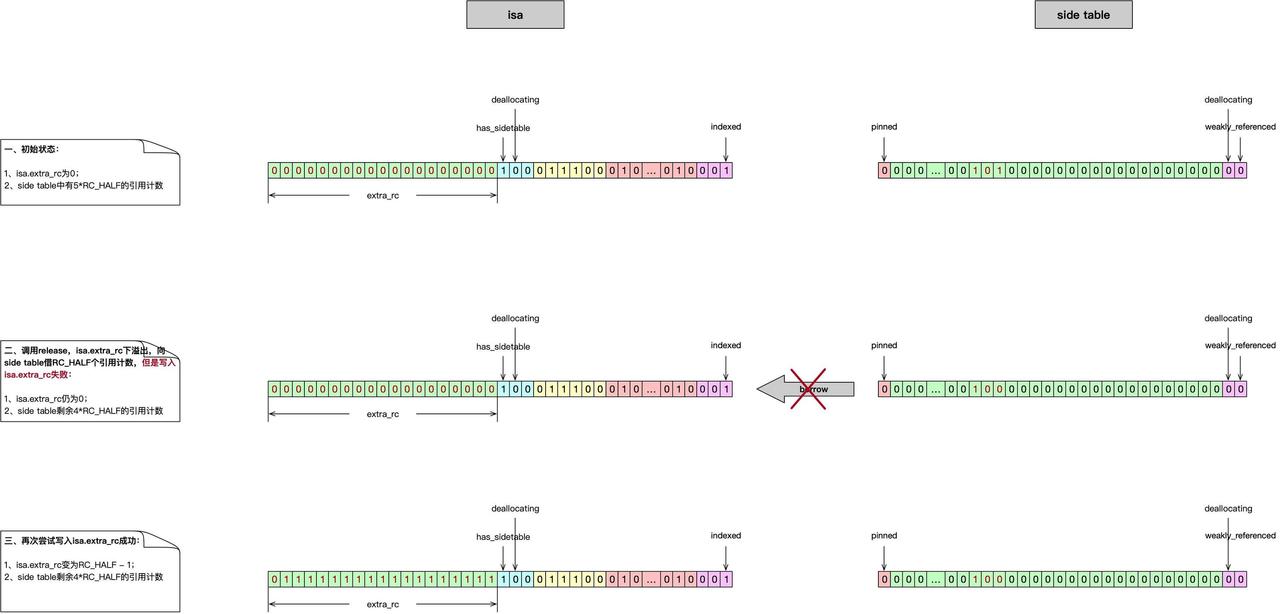 isa
side table
deallocating
deallocating
has_sidetable
indexed
pinned
weakly_referenced
一、初始状态：
1、isa.extra_rc为0；
2、side table中有5*RC_HALF的引用计数
0 0 0 0 0 0 0 0 0 0 0 0 0 0 0 0 0 0 0 1 0 0 0 1 1 1 0 0 0 1 0 ... 0 1 0 0 0 1
0 0 0 0 ... 0 0 1 0 1 0 0 0 0 0 0 0 0 0 0 0 0 0 0 0 0 0 0 0 0
extra_rc
deallocating
deallocating
has_sidetable
indexed
pinned
weakly_referenced
二、调用release，isa.extra_rc下溢出，向
side table借RC_HALF个引用计数，但是写入
isa.extra_rc失败：
1、isa.extra_rc仍为0；
2、side table剩余4*RC_HALF的引用计数
0 0 0 0 0 0 0 0 0 0 0 0 0 0 0 0 0 0 0 1 0 0 0 1 1 1 0 0 0 1 0 ... 0 1 0 0 0 1
borrow
0 0 0 0 ... 0 0 1 0 0 0 0 0 0 0 0 0 0 0 0 0 0 0 0 0 0 0 0 0 0
extra_rc
deallocating
deallocating
has_sidetable
indexed
pinned
weakly_referenced
三、再次尝试写入isa.extra_rc成功：
1、isa.extra_rc变为RC_HALF - 1；
2、side table剩余4*RC_HALF的引用计数
0 1 1 1 1 1 1 1 1 1 1 1 1 1 1 1 1 1 1 1 0 0 0 1 1 1 0 0 0 1 0 ... 0 1 0 0 0 1
0 0 0 0 ... 0 0 1 0 0 0 0 0 0 0 0 0 0 0 0 0 0 0 0 0 0 0 0 0 0
extra_rc